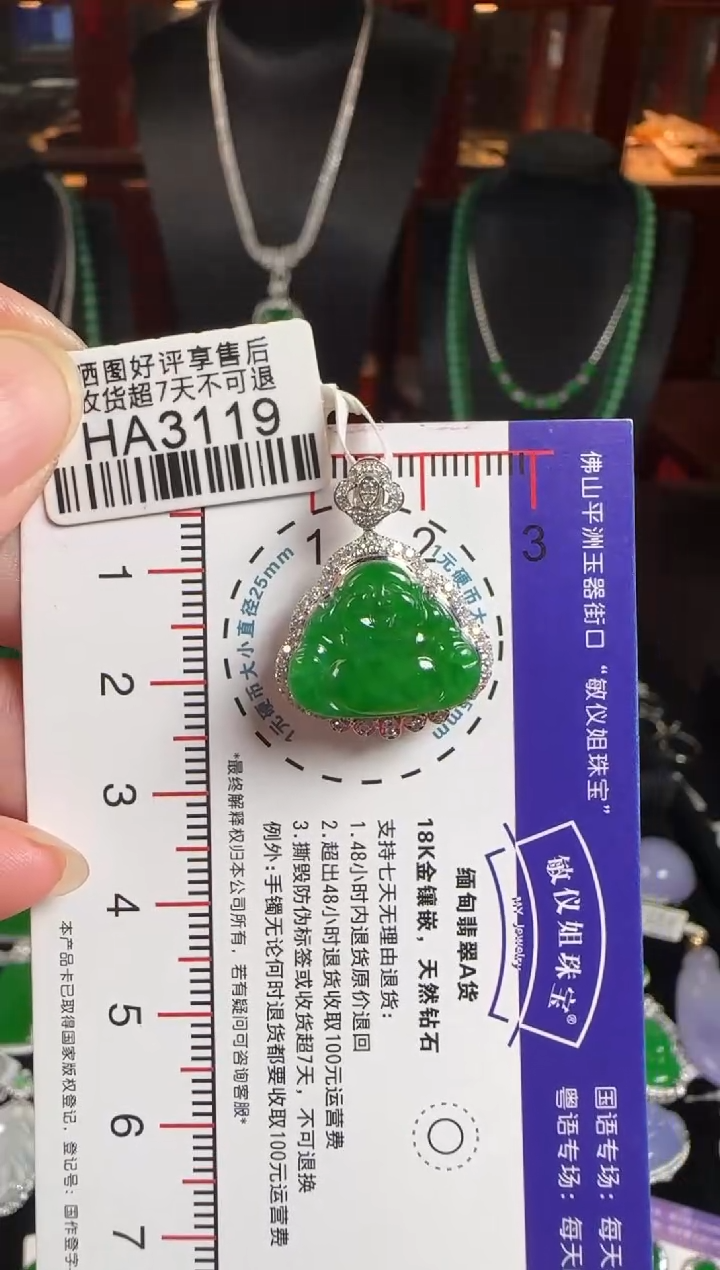 晒图好评享售后
收货超7天不可退
HA3119
1
2
3
1
2
3
4
5
6
7
1元硬币大小直径25mm
1元硬币大
5mm
佛山平洲玉器街口“敏仪姐珠宝”
敏仪姐珠宝®
MY Jewelry
国语专场：每天
粤语专场：每天
缅甸翡翠A货
18K金镶嵌，天然钻石
支持七天无理由退货：
1.48小时内退货原价退回
2.超出48小时退货收取100元运营费
3.撕毁防伪标签或收货超7天，不可退换
例外:手镯无论何时退货都要收取100元运营费
*最终解释权归本公司所有，若有疑问可咨询客服*
本产品卡已取得国家版权登记，登记号：国作登字